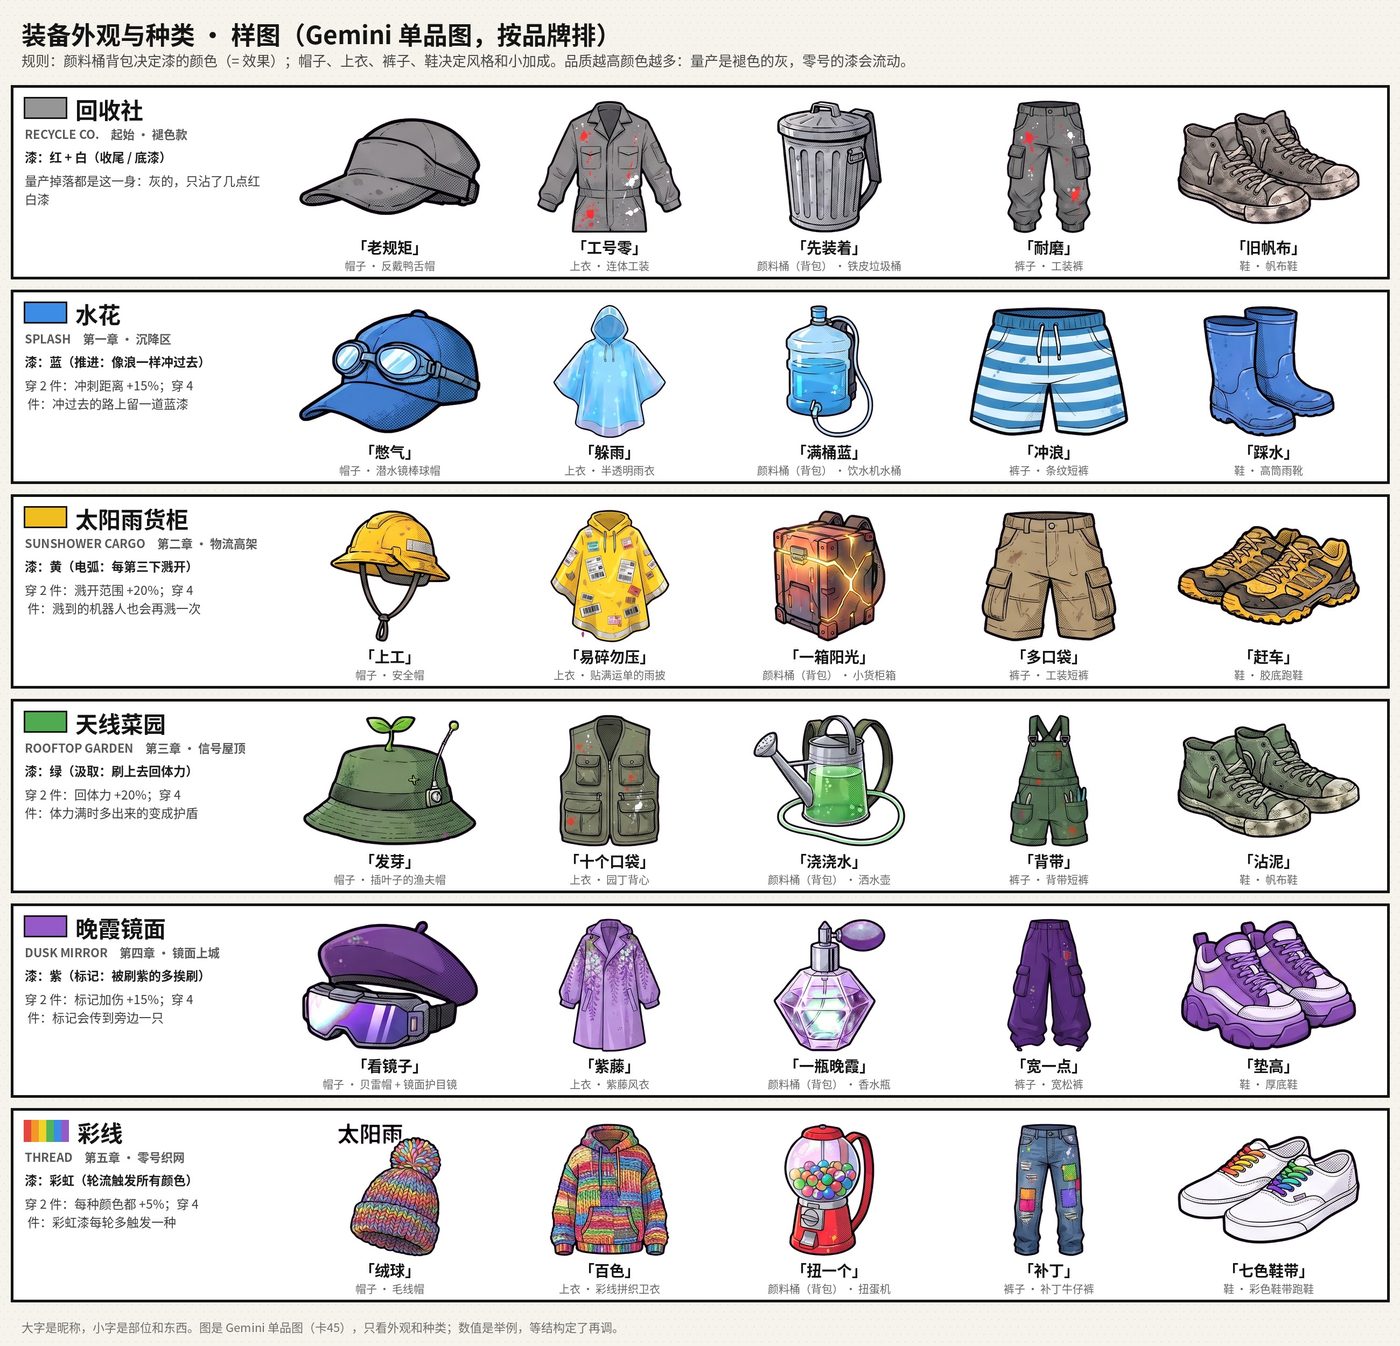 装备外观与种类 · 样图（Gemini 单品图，按品牌排）
规则：颜料桶背包决定漆的颜色（= 效果）；帽子、上衣、裤子、鞋决定风格和小加成。品质越高颜色越多：量产是褪色的灰，零号的漆会流动。
回收社
RECYCLE CO. 起始 · 褪色款
漆：红 + 白（收尾 / 底漆）
量产掉落都是这一身：灰的，只沾了几点红
白漆
「老规矩」
帽子 · 反戴鸭舌帽
「工号零」
上衣 · 连体工装
「先装着」
颜料桶（背包） · 铁皮垃圾桶
「耐磨」
裤子 · 工装裤
「旧帆布」
鞋 · 帆布鞋
水花
SPLASH 第一章 · 沉降区
漆：蓝（推进：像浪一样冲过去）
穿 2 件：冲刺距离 +15%；穿 4
件：冲过去的路上留一道蓝漆
「憋气」
帽子 · 潜水镜棒球帽
「躲雨」
上衣 · 半透明雨衣
「满桶蓝」
颜料桶（背包） · 饮水机水桶
「冲浪」
裤子 · 条纹短裤
「踩水」
鞋 · 高筒雨靴
太阳雨货柜
SUNSHOWER CARGO 第二章 · 物流高架
漆：黄（电弧：每第三下溅开）
穿 2 件：溅开范围 +20%；穿 4
件：溅到的机器人也会再溅一次
「上工」
帽子 · 安全帽
「易碎勿压」
上衣 · 贴满运单的雨披
「一箱阳光」
颜料桶（背包） · 小货柜箱
「多口袋」
裤子 · 工装短裤
「赶车」
鞋 · 胶底跑鞋
天线菜园
ROOFTOP GARDEN 第三章 · 信号屋顶
漆：绿（汲取：刷上去回体力）
穿 2 件：回体力 +20%；穿 4
件：体力满时多出来的变成护盾
「发芽」
帽子 · 插叶子的渔夫帽
「十个口袋」
上衣 · 园丁背心
「浇浇水」
颜料桶（背包） · 洒水壶
「背带」
裤子 · 背带短裤
「沾泥」
鞋 · 帆布鞋
晚霞镜面
DUSK MIRROR 第四章 · 镜面上城
漆：紫（标记：被刷紫的多挨刷）
穿 2 件：标记加伤 +15%；穿 4
件：标记会传到旁边一只
「看镜子」
帽子 · 贝雷帽 + 镜面护目镜
「紫藤」
上衣 · 紫藤风衣
「一瓶晚霞」
颜料桶（背包） · 香水瓶
「宽一点」
裤子 · 宽松裤
「垫高」
鞋 · 厚底鞋
彩线
THREAD 第五章 · 零号织网
漆：彩虹（轮流触发所有颜色）
穿 2 件：每种颜色都 +5%；穿 4
件：彩虹漆每轮多触发一种
太阳雨
「绒球」
帽子 · 毛线帽
「百色」
上衣 · 彩线拼织卫衣
「扭一个」
颜料桶（背包） · 扭蛋机
「补丁」
裤子 · 补丁牛仔裤
「七色鞋带」
鞋 · 彩色鞋带跑鞋
大字是昵称，小字是部位和东西。图是 Gemini 单品图（卡45），只看外观和种类；数值是举例，等结构定了再调。